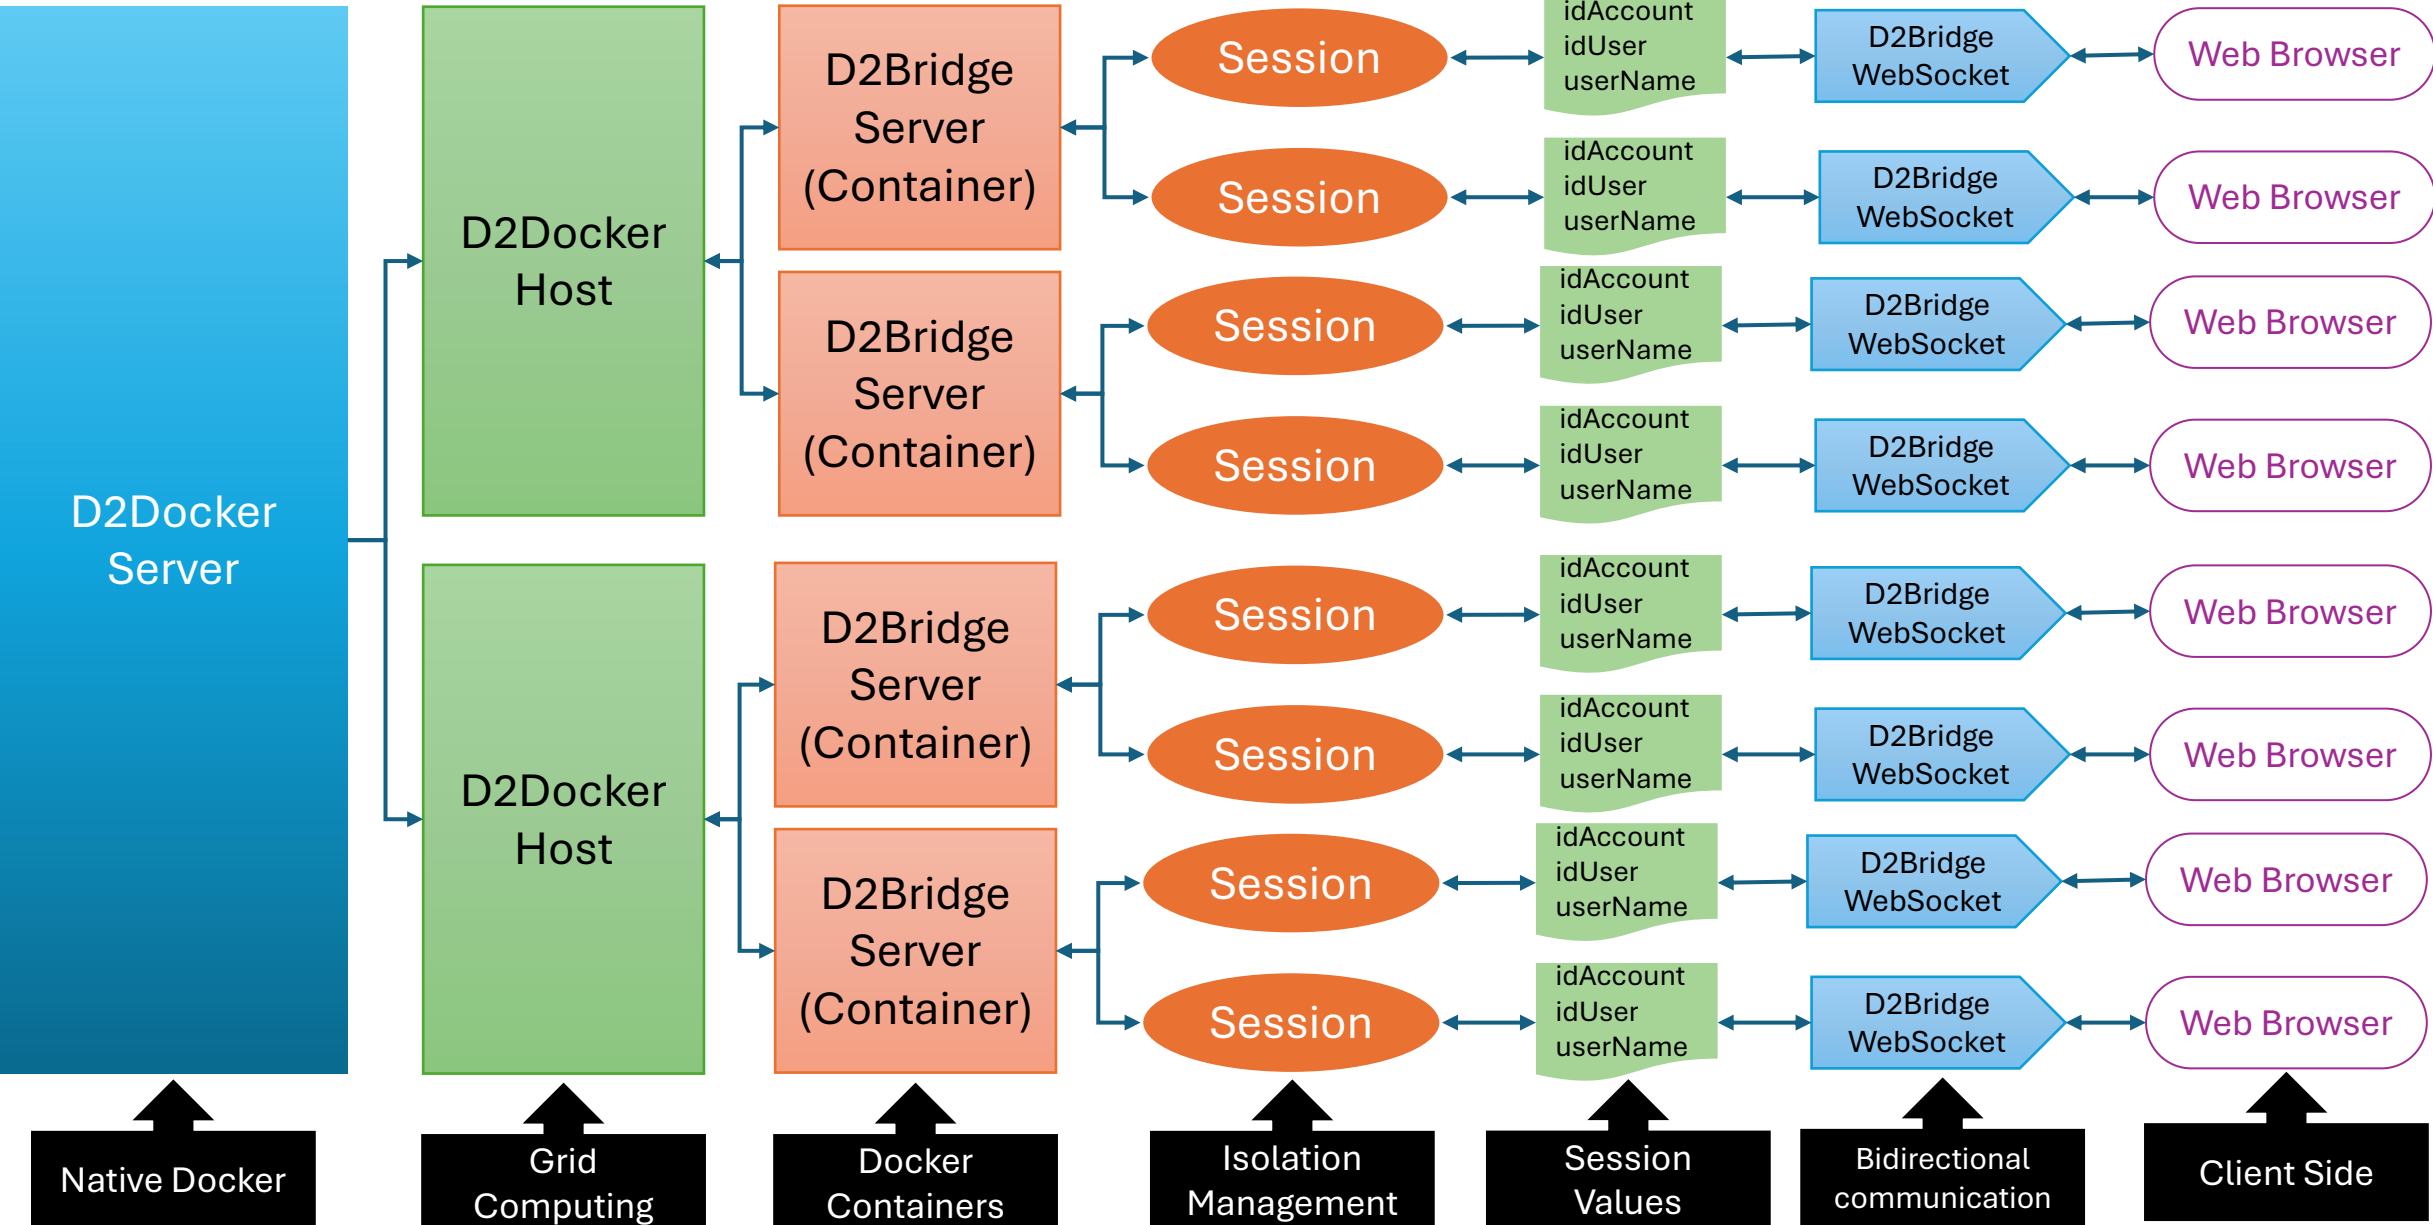 D2Docker
Server
D2Docker
Host
D2Docker
Host
D2Bridge
Server
(Container)
D2Bridge
Server
(Container)
D2Bridge
Server
(Container)
D2Bridge
Server
(Container)
Session
idAccount
idUser
userName
D2Bridge
WebSocket
Web Browser
Session
idAccount
idUser
userName
D2Bridge
WebSocket
Web Browser
Session
idAccount
idUser
userName
D2Bridge
WebSocket
Web Browser
Session
idAccount
idUser
userName
D2Bridge
WebSocket
Web Browser
Session
idAccount
idUser
userName
D2Bridge
WebSocket
Web Browser
Session
idAccount
idUser
userName
D2Bridge
WebSocket
Web Browser
Session
idAccount
idUser
userName
D2Bridge
WebSocket
Web Browser
Session
idAccount
idUser
userName
D2Bridge
WebSocket
Web Browser
Native Docker
Grid
Computing
Docker
Containers
Isolation
Management
Session
Values
Bidirectional
communication
Client Side